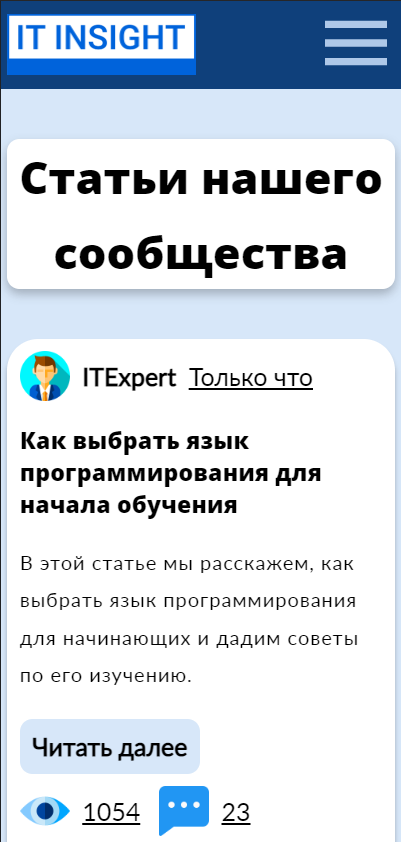 IT INSIGHT
Статьи нашего
сообщества
ITExpert Только что
Как выбрать язык
программирования для
начала обучения
В этой статье мы расскажем, как
выбрать язык программирования
для начинающих и дадим советы
по его изучению.
Читать далее
1054 23